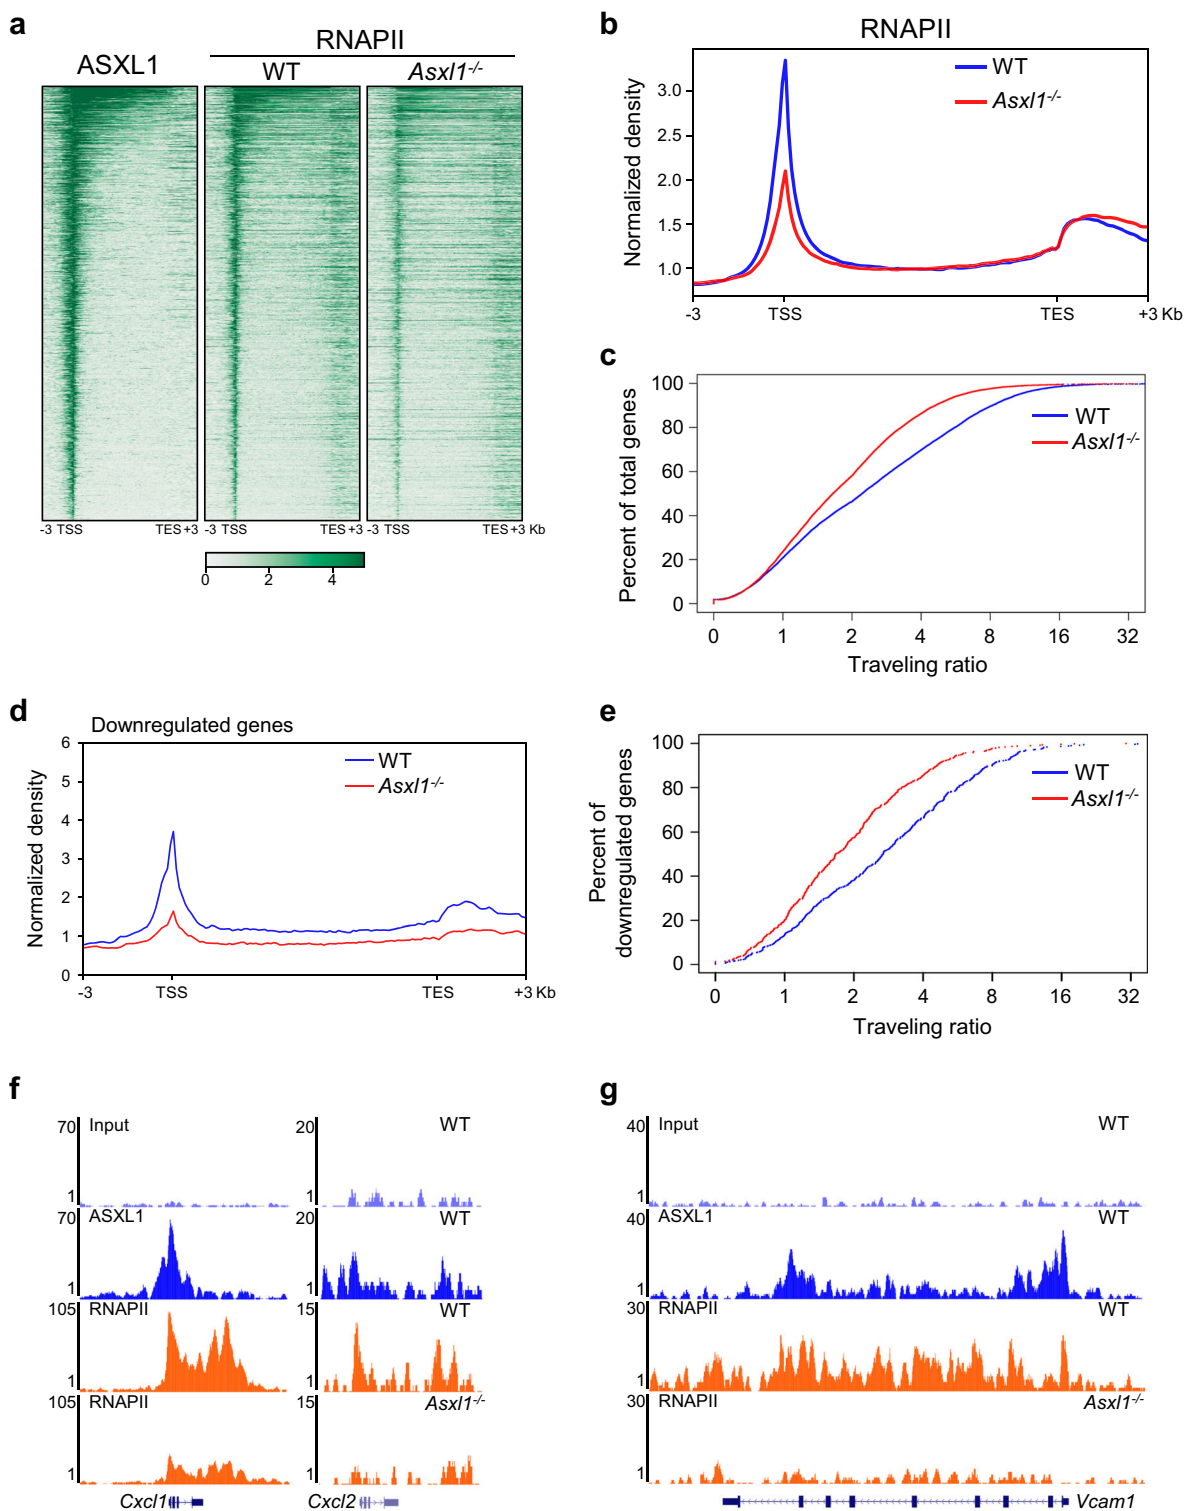 a
RNAPII
ASXL1
WT
Asxl1-/-
-3 TSS
TES +3
-3 TSS
TES +3
-3 TSS
TES +3 Kb
0
2
4
b
RNAPII
WT
Asxl1-/-
Normalized density
3.0
2.5
2.0
1.5
1.0
-3
TSS
TES
+3 Kb
c
WT
Asxl1-/-
Percent of total genes
100
80
60
40
20
0
0
1
2
4
8
16
32
Traveling ratio
d
Downregulated genes
WT
Asxl1-/-
Normalized density
6
5
4
3
2
1
0
-3
TSS
TES
+3 Kb
e
WT
Asxl1-/-
Percent of
downregulated genes
100
80
60
40
20
0
0
1
2
4
8
16
32
Traveling ratio
f
70
Input
1
20
WT
1
70
ASXL1
1
20
WT
1
105
RNAPII
1
15
WT
1
105
RNAPII
1
15
Asxl1-/-
1
Cxcl1
Cxcl2
g
40
Input
WT
1
40
ASXL1
WT
1
30
RNAPII
WT
1
30
RNAPII
Asxl1-/-
1
Vcam1